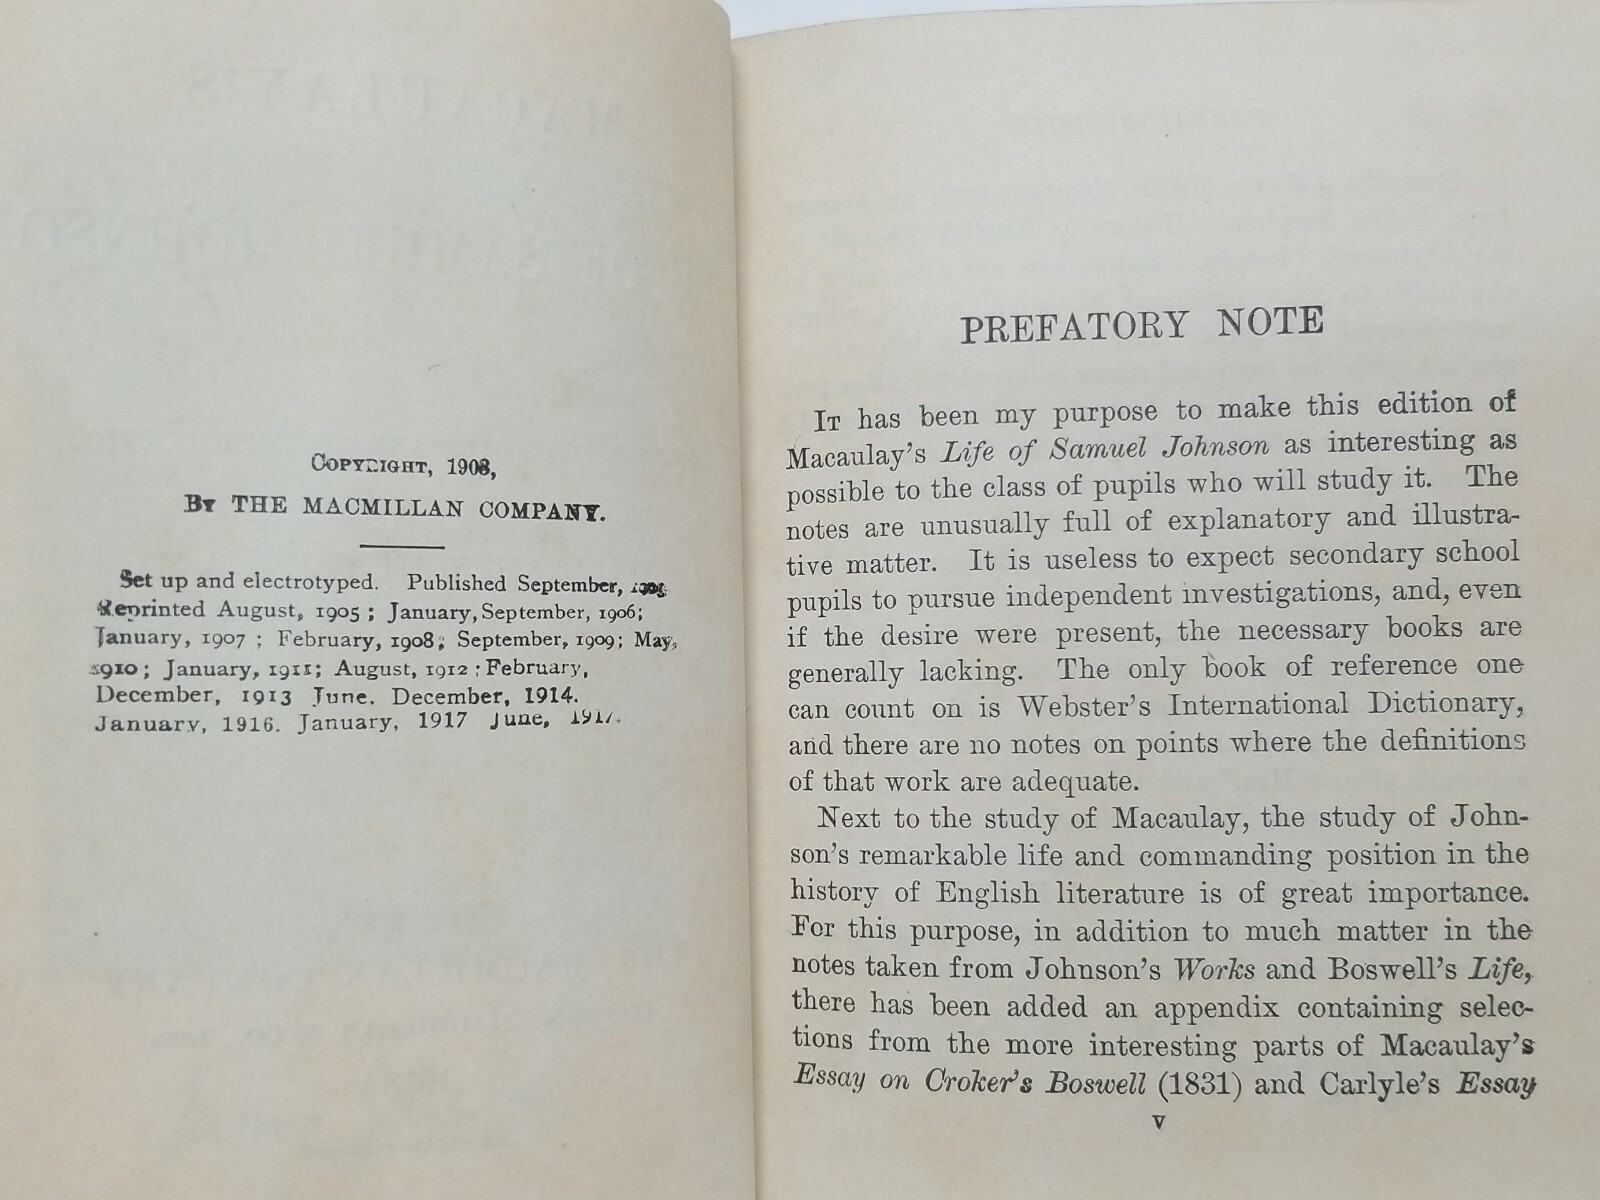 COPYRIGHT, 1908,
BY THE MACMILLAN COMPANY.
Set up and electrotyped. Published September,
Reprinted August, 1905; January, September, 1906;
January, 1907; February, 1908; September, 1909; May,
1910; January, 1911; August, 1912; February,
December, 1913 June. December, 1914.
January, 1916. January, 1917 June, 1917.
PREFATORY NOTE
IT has been my purpose to make this edition of
Macaulay's Life of Samuel Johnson as interesting as
possible to the class of pupils who will study it. The
notes are unusually full of explanatory and illustra-
tive matter. It is useless to expect secondary school
pupils to pursue independent investigations, and, even
if the desire were present, the necessary books are
generally lacking. The only book of reference one
can count on is Webster's International Dictionary,
and there are no notes on points where the definitions
of that work are adequate.
Next to the study of Macaulay, the study of John-
son's remarkable life and commanding position in the
history of English literature is of great importance.
For this purpose, in addition to much matter in the
notes taken from Johnson's Works and Boswell's Life,
there has been added an appendix containing selec-
tions from the more interesting parts of Macaulay's
Essay on Croker's Boswell (1831) and Carlyle's Essay
v